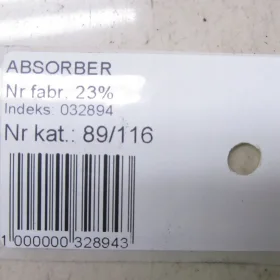 ABSORBER
Nr fabr. 23%
Indeks: 032894
Nr kat.: 89/116
1 000000 328943